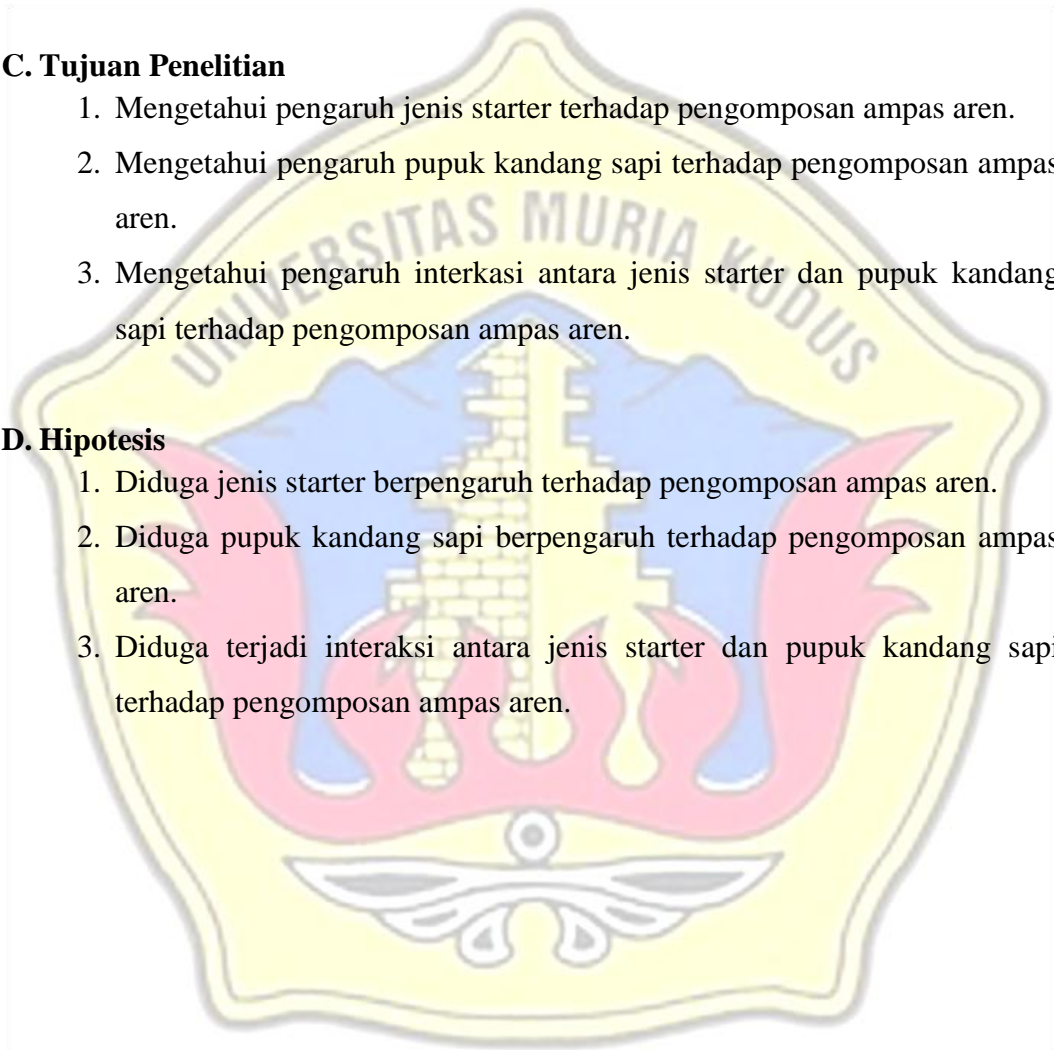 C. Tujuan Penelitian
1. Mengetahui pengaruh jenis starter terhadap pengomposan ampas aren.
2. Mengetahui pengaruh pupuk kandang sapi terhadap pengomposan ampas
aren.
UNIVERSITAS MURIA KUDUS
3. Mengetahui pengaruh interkasi antara jenis starter dan pupuk kandang
sapi terhadap pengomposan ampas aren.
D. Hipotesis
1. Diduga jenis starter berpengaruh terhadap pengomposan ampas aren.
2. Diduga pupuk kandang sapi berpengaruh terhadap pengomposan ampas
aren.
3. Diduga terjadi interaksi antara jenis starter dan pupuk kandang sapi
terhadap pengomposan ampas aren.